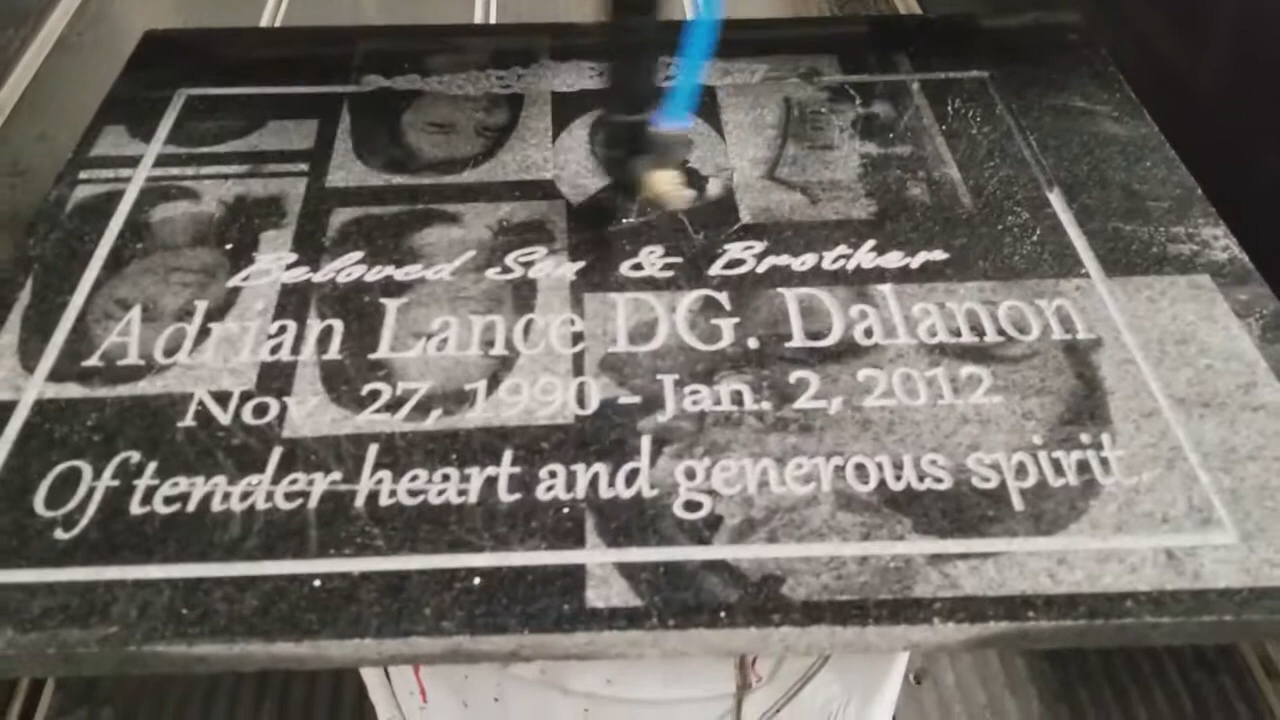 Beloved Son & Brother
Adrian Lance DG. Dalanon
Nov. 27, 1990 - Jan. 2, 2012
Of tender heart and generous spirit.